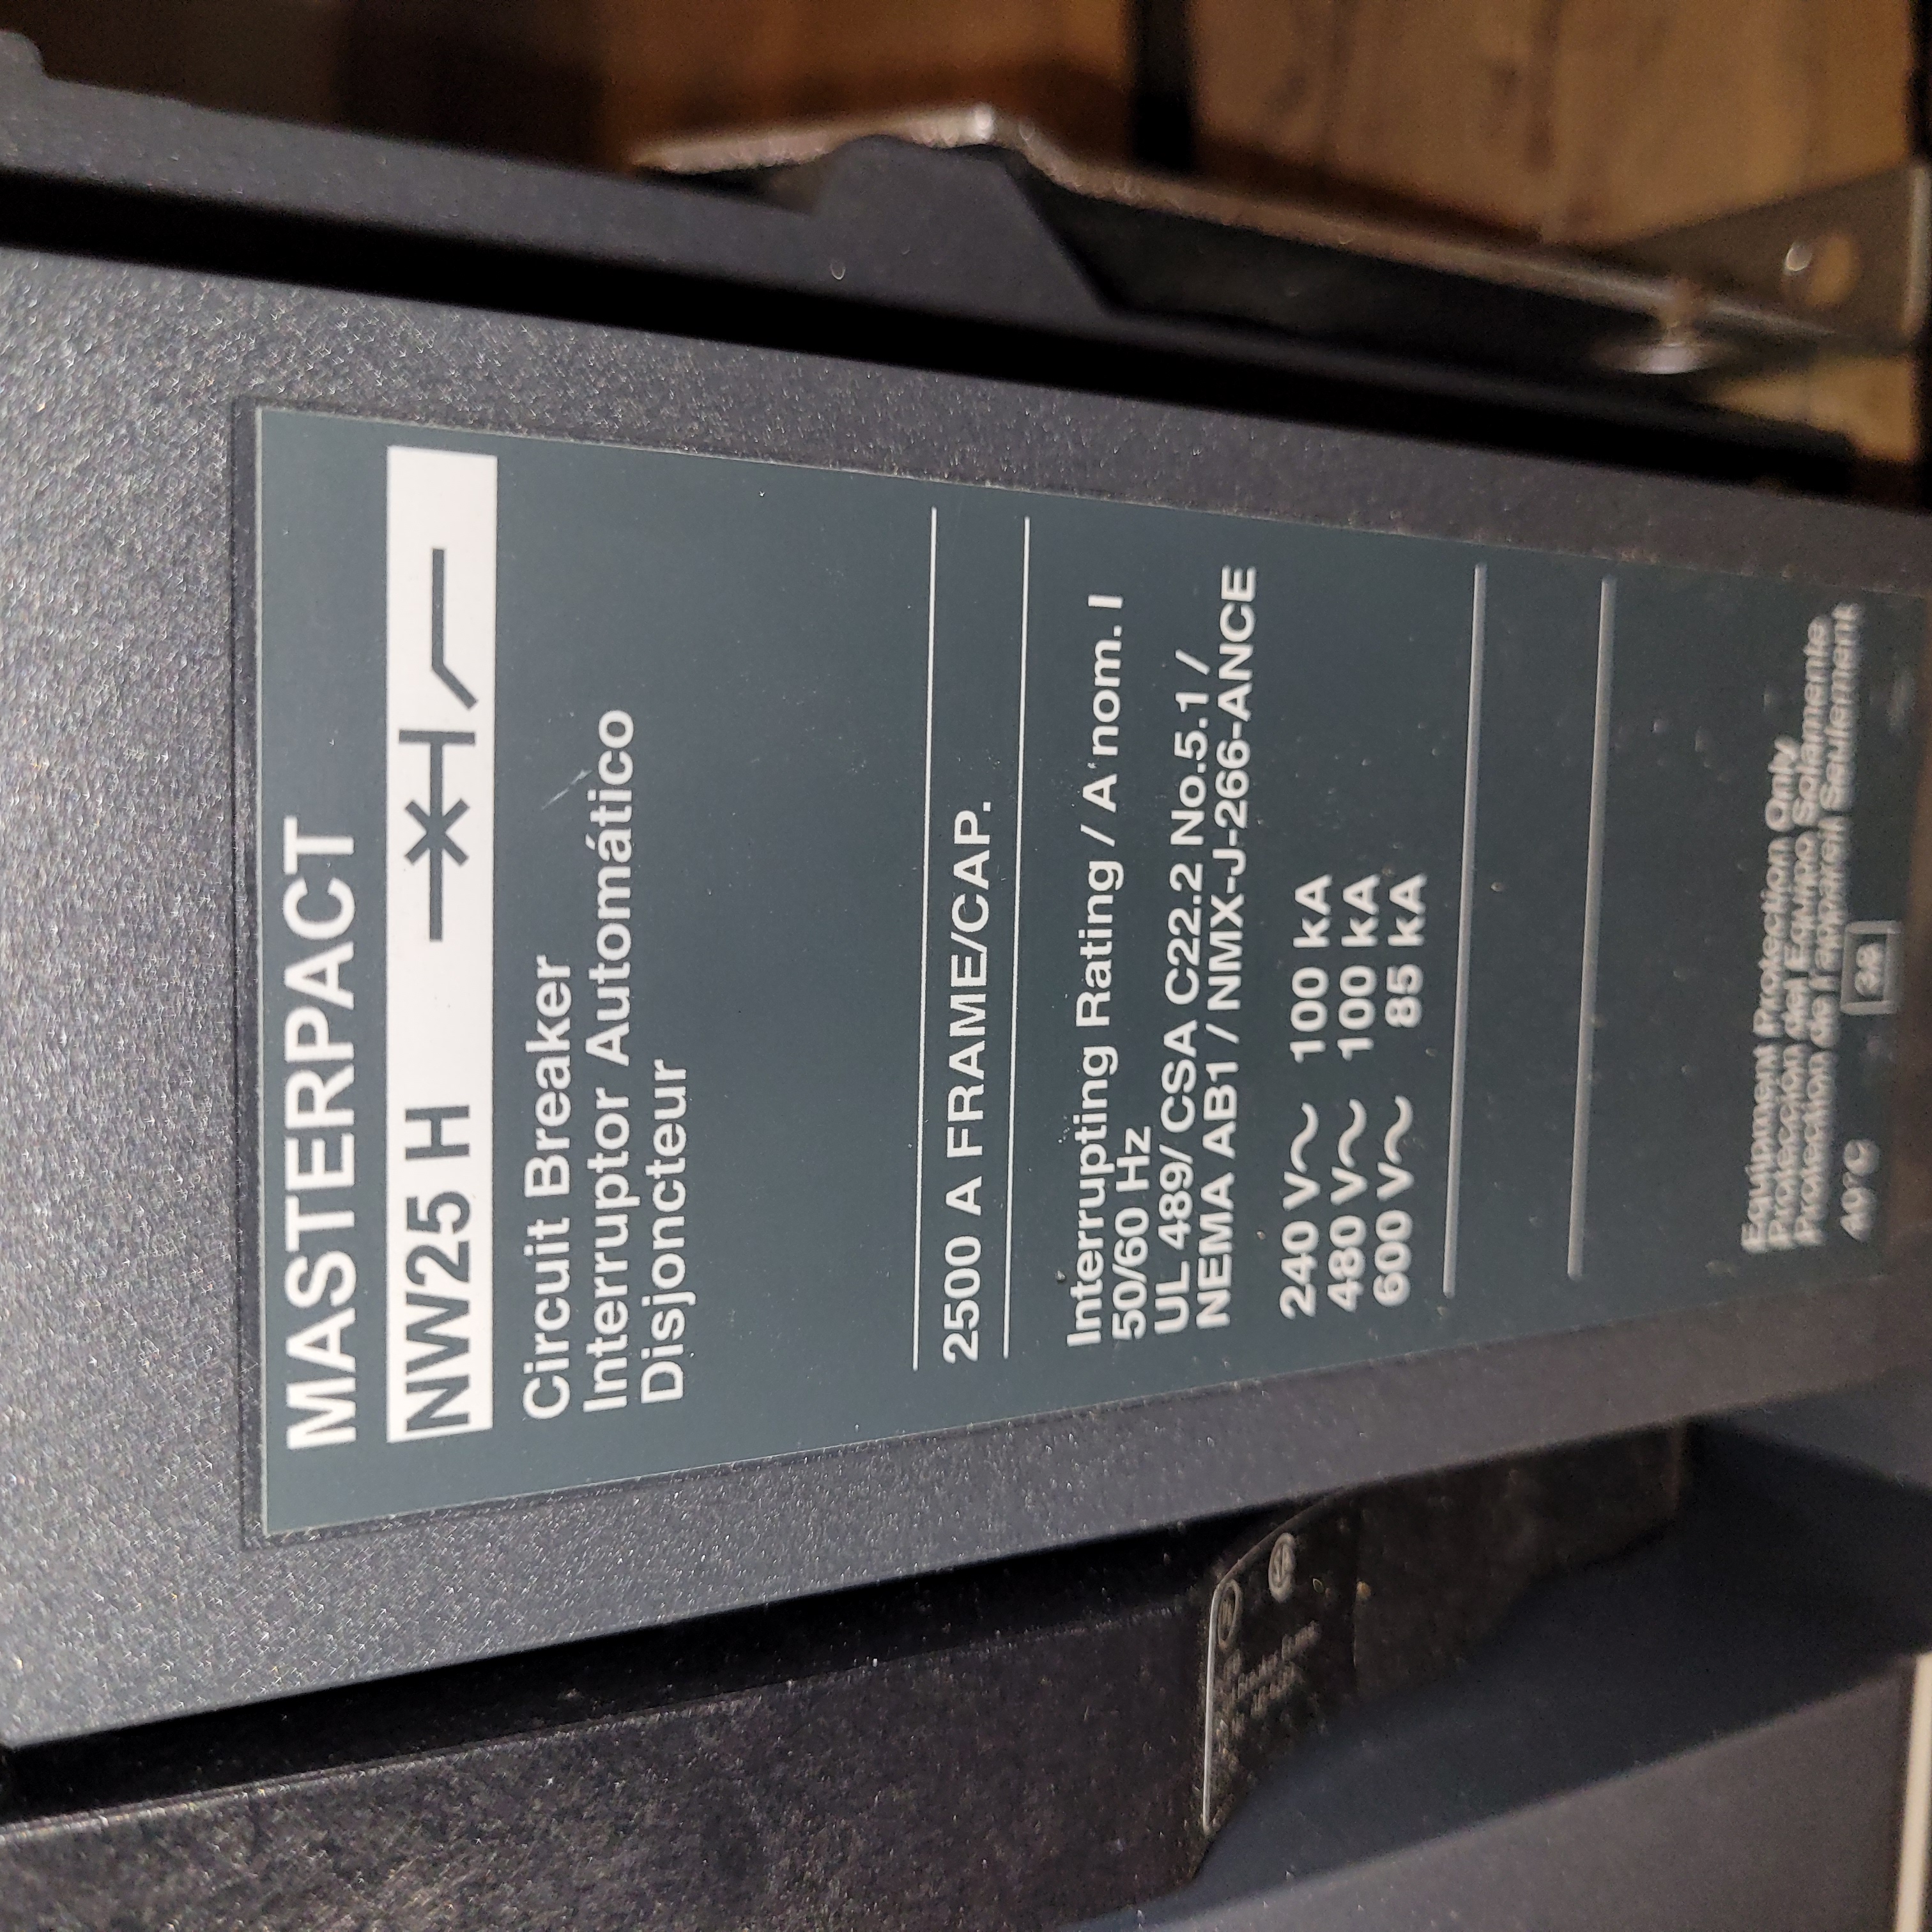 MASTERPACT
NW25 H
Circuit Breaker
Interruptor Automático
Disjoncteur
2500 A FRAME/CAP.
Interrupting Rating / A nom. I
50/60 Hz
UL 489/ CSA C22.2 No.5.1 /
NEMA AB1 / NMX-J-266-ANCE
240 V~ 100 kA
480 V~ 100 kA
600 V~ 85 kA
Equipment Protection Only
Protección del Equipo Solamente
Protection de l'appareil Seulement
40°C